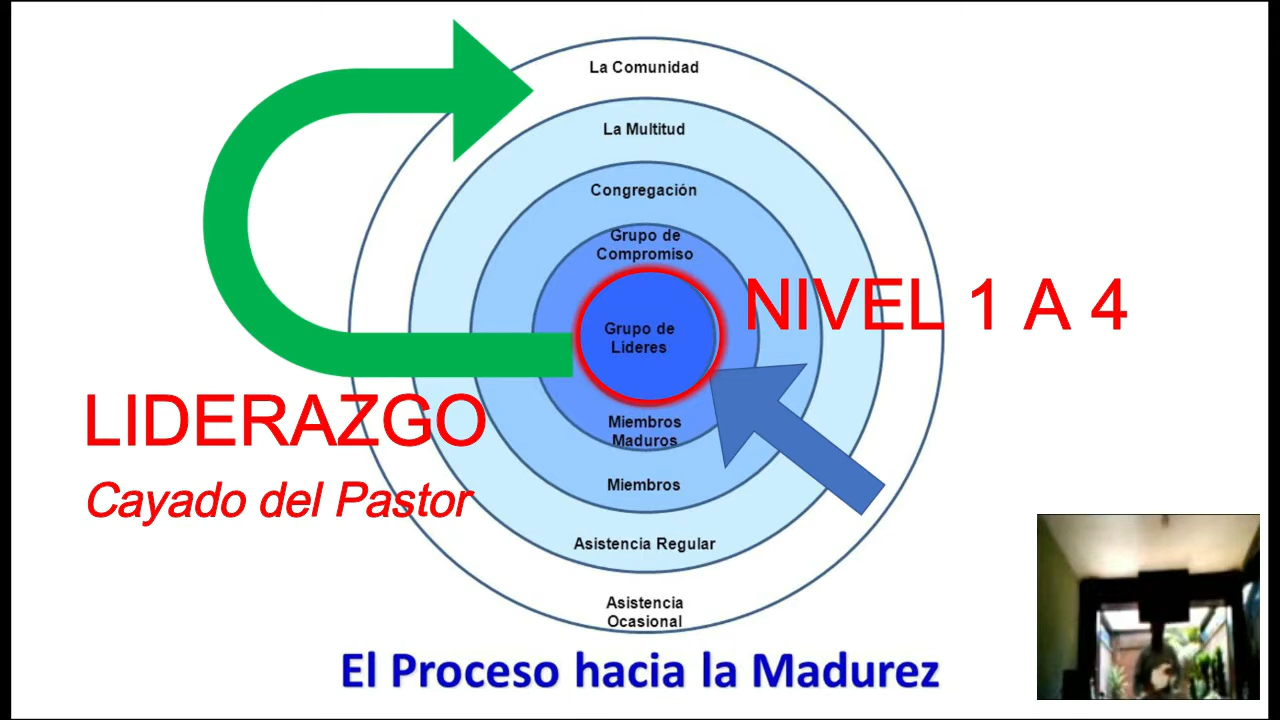 La Comunidad
La Multitud
Congregación
Grupo de
Compromiso
NIVEL 1 A 4
Grupo de
Lideres
LIDERAZGO
Miembros
Maduros
Cayado del Pastor
Miembros
Asistencia Regular
Asistencia
Ocasional
El Proceso hacia la Madurez